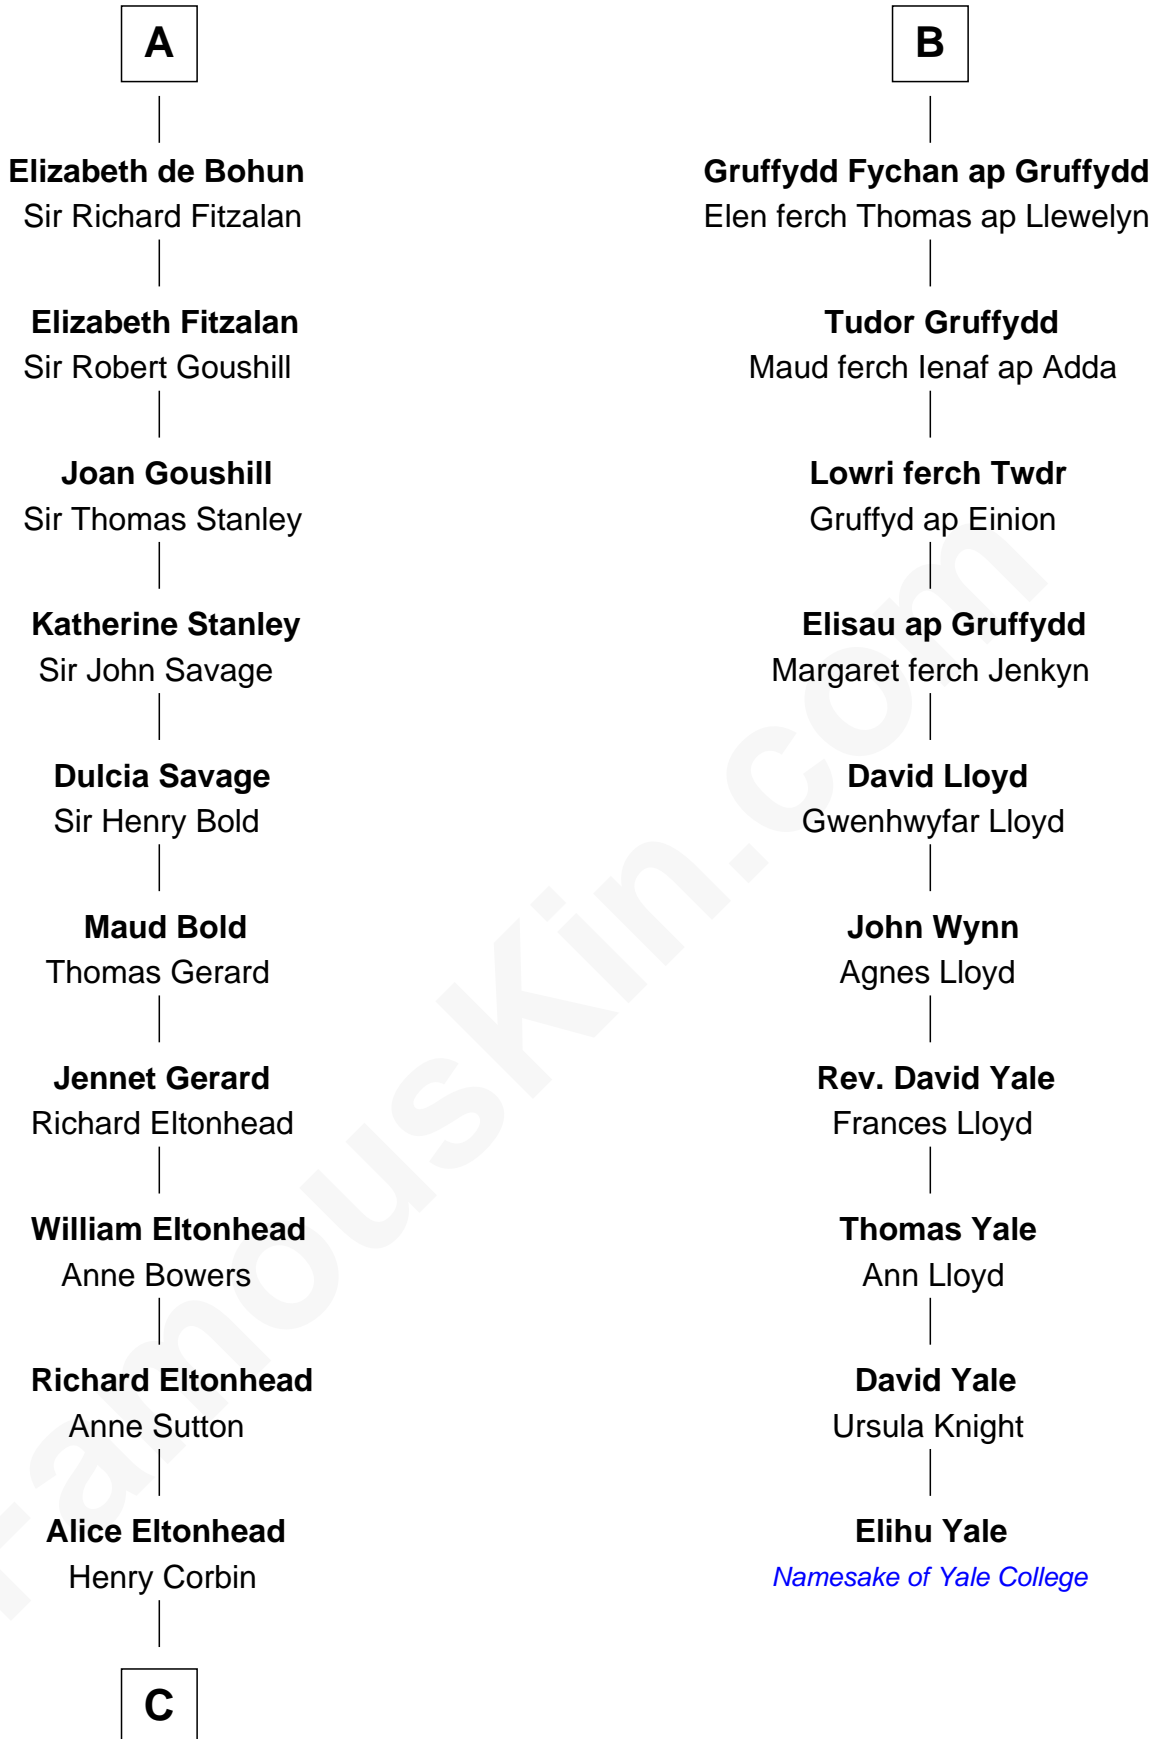 A
Elizabeth de Bohun
Sir Richard Fitzalan
Elizabeth Fitzalan
Sir Robert Goushill
Joan Goushill
Sir Thomas Stanley
Katherine Stanley
Sir John Savage
Dulcia Savage
Sir Henry Bold
Maud Bold
Thomas Gerard
Jennet Gerard
Richard Eltonhead
William Eltonhead
Anne Bowers
Richard Eltonhead
Anne Sutton
Alice Eltonhead
Henry Corbin
C
B
Gruffydd Fychan ap Gruffydd
Elen ferch Thomas ap Llewelyn
Tudor Gruffydd
Maud ferch Ienaf ap Adda
Lowri ferch Twdr
Gruffyd ap Einion
Elisau ap Gruffydd
Margaret ferch Jenkyn
David Lloyd
Gwenhwyfar Lloyd
John Wynn
Agnes Lloyd
Rev. David Yale
Frances Lloyd
Thomas Yale
Ann Lloyd
David Yale
Ursula Knight
Elihu Yale
Namesake of Yale College
FamousKin.com